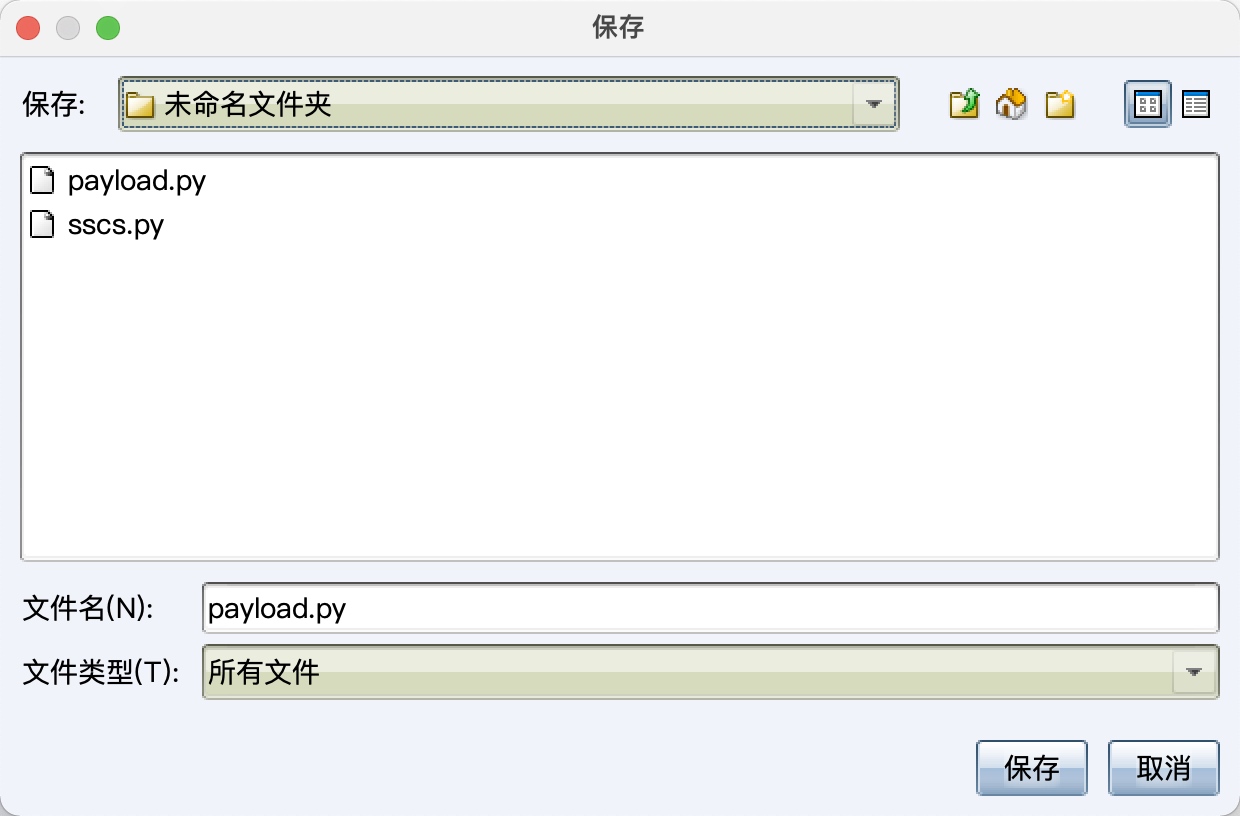 保存
保存: 未命名文件夹
payload.py
sscs.py
文件名(N): payload.py
文件类型(T): 所有文件
保存 取消